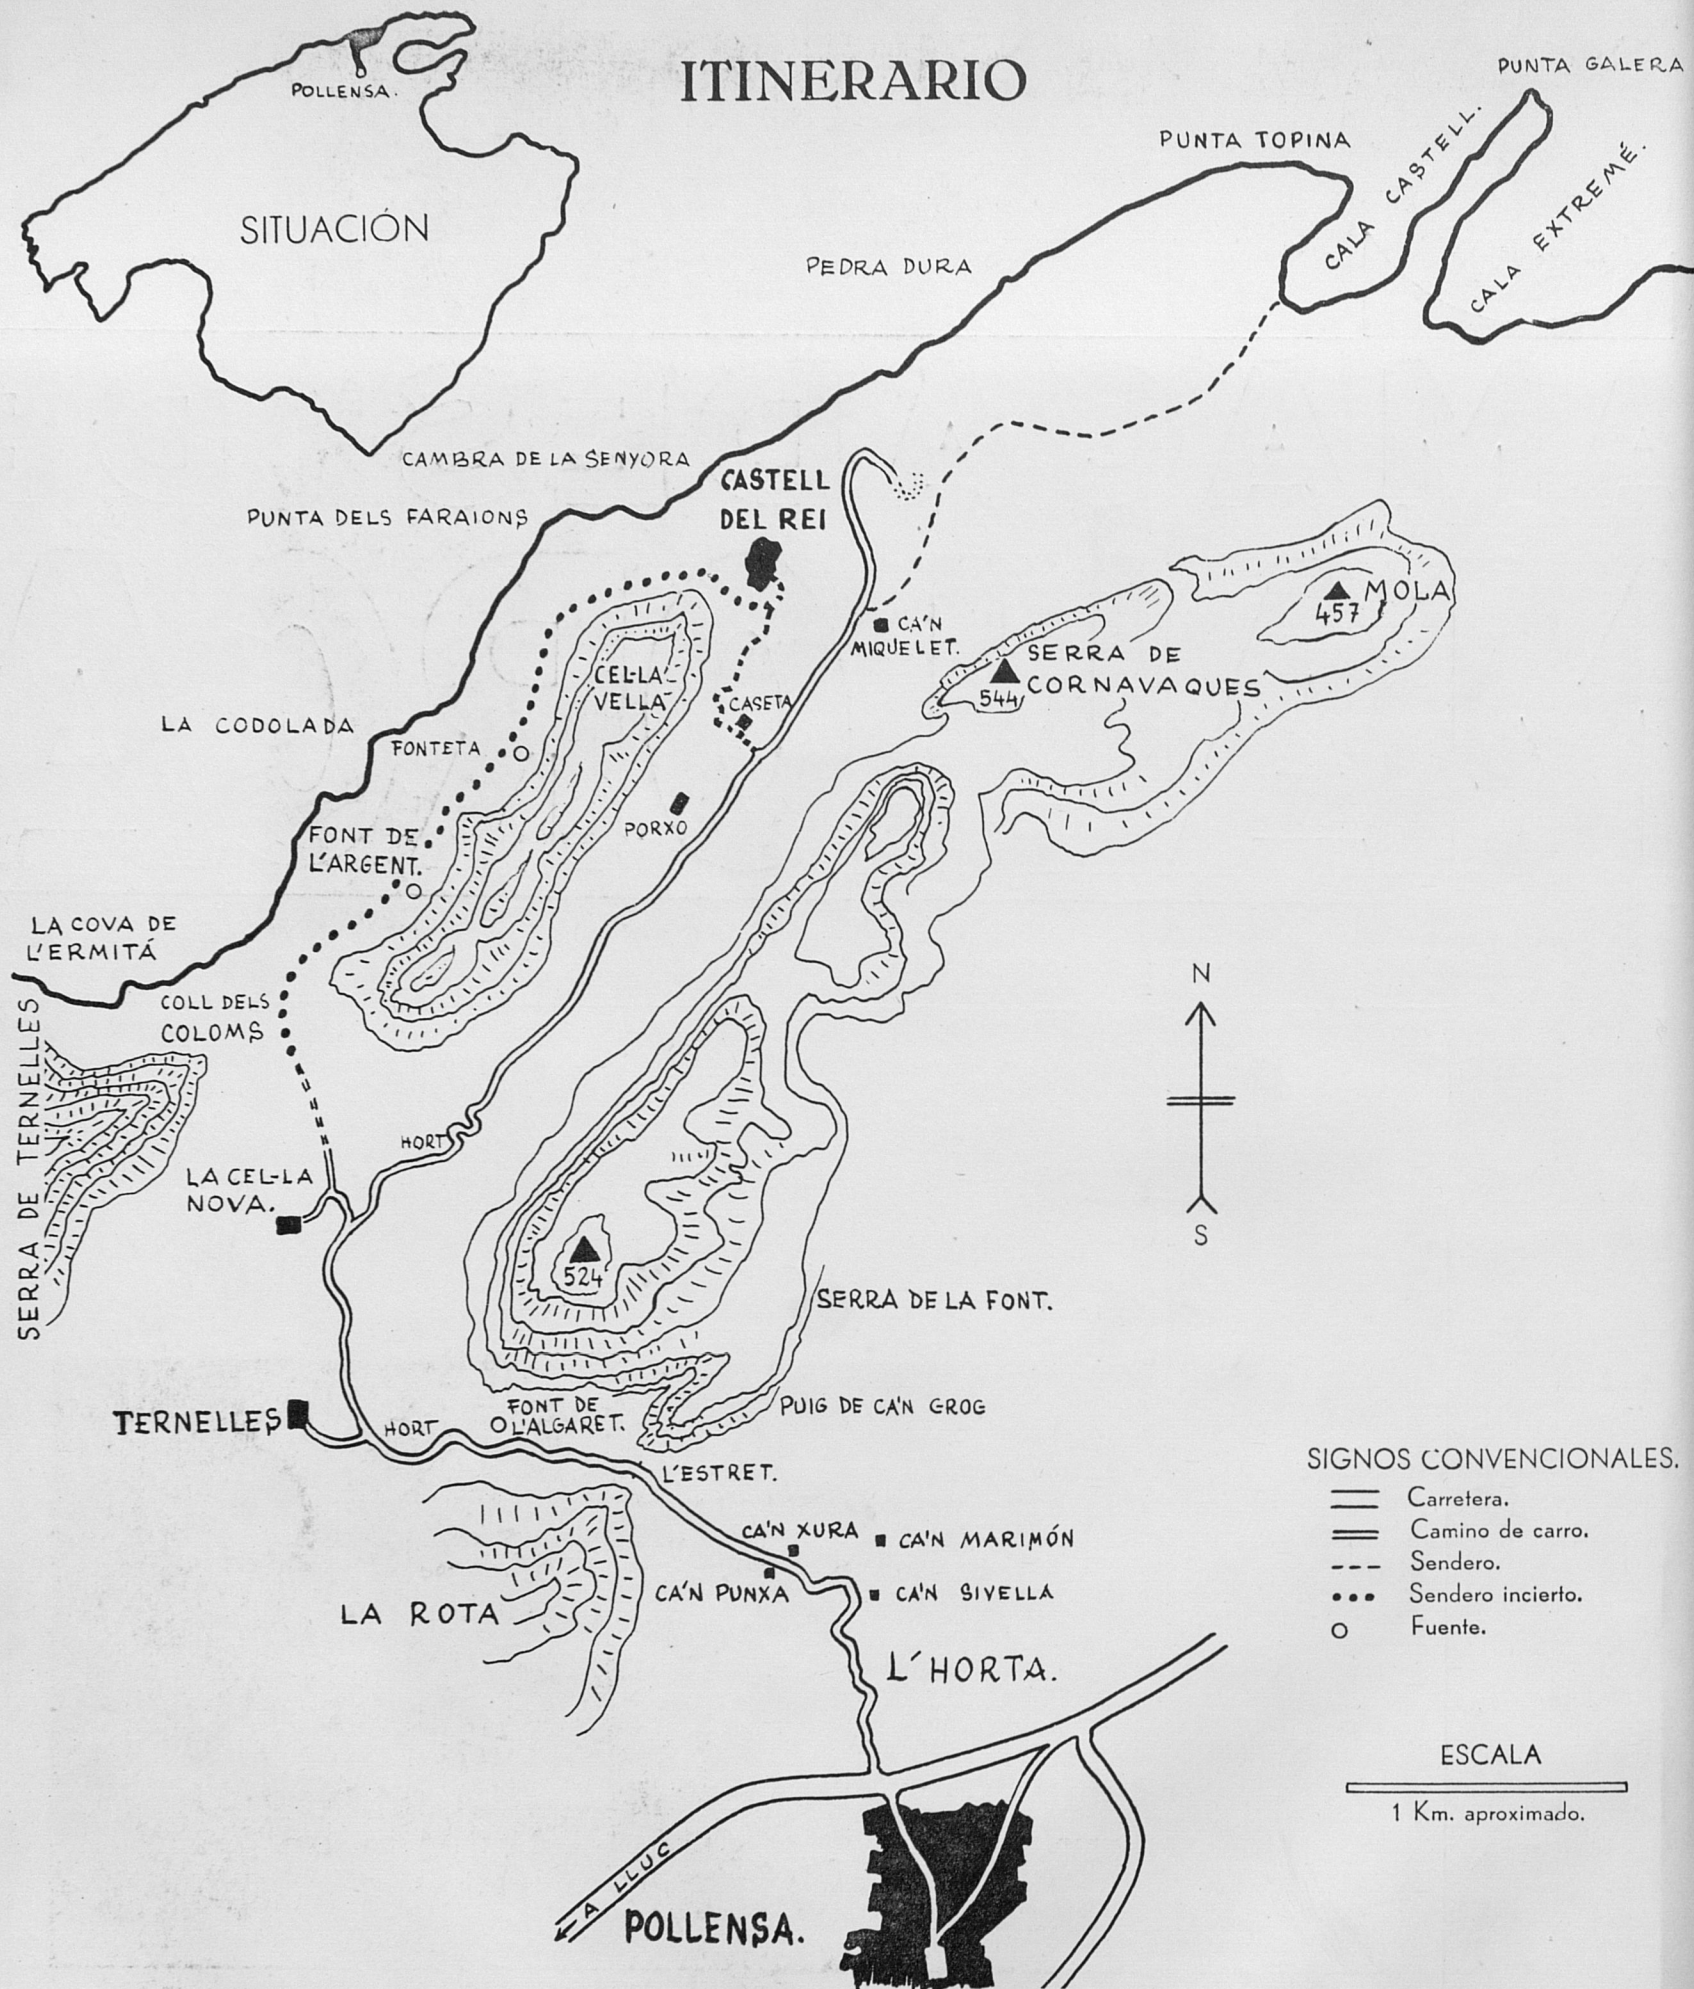 ITINERARIO
POLLENSA.
SITUACIÓN
PUNTA GALERA
PUNTA TOPINA
CALA CASTELL.
CALA EXTREMÉ.
PEDRA DURA
CAMBRA DE LA SENYORA
PUNTA DELS FARAIONS
CASTELL
DEL REI
CA'N
MIQUELET.
MOLA
457
SERRA DE
CORNAVAQUES
544
CEL-LA
VELLA
CASETA
LA CODOLADA
FONTETA
PORXO
FONT DE
L'ARGENT.
LA COVA DE
L'ERMITÁ
COLL DELS
COLOMS
SERRA DE TERNELLES
HORT
LA CEL-LA
NOVA.
N
S
524
SERRA DE LA FONT.
TERNELLES
HORT
FONT DE
L'ALGARET.
PUIG DE CA'N GROG
L'ESTRET.
CA'N XURA
CA'N MARIMÓN
CA'N PUNXA
CA'N SIVELLA
LA ROTA
L'HORTA.
A LLUC
POLLENSA.
SIGNOS CONVENCIONALES.
Carretera.
Camino de carro.
Sendero.
Sendero incierto.
Fuente.
ESCALA
1 Km. aproximado.